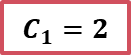 C₁ = 2